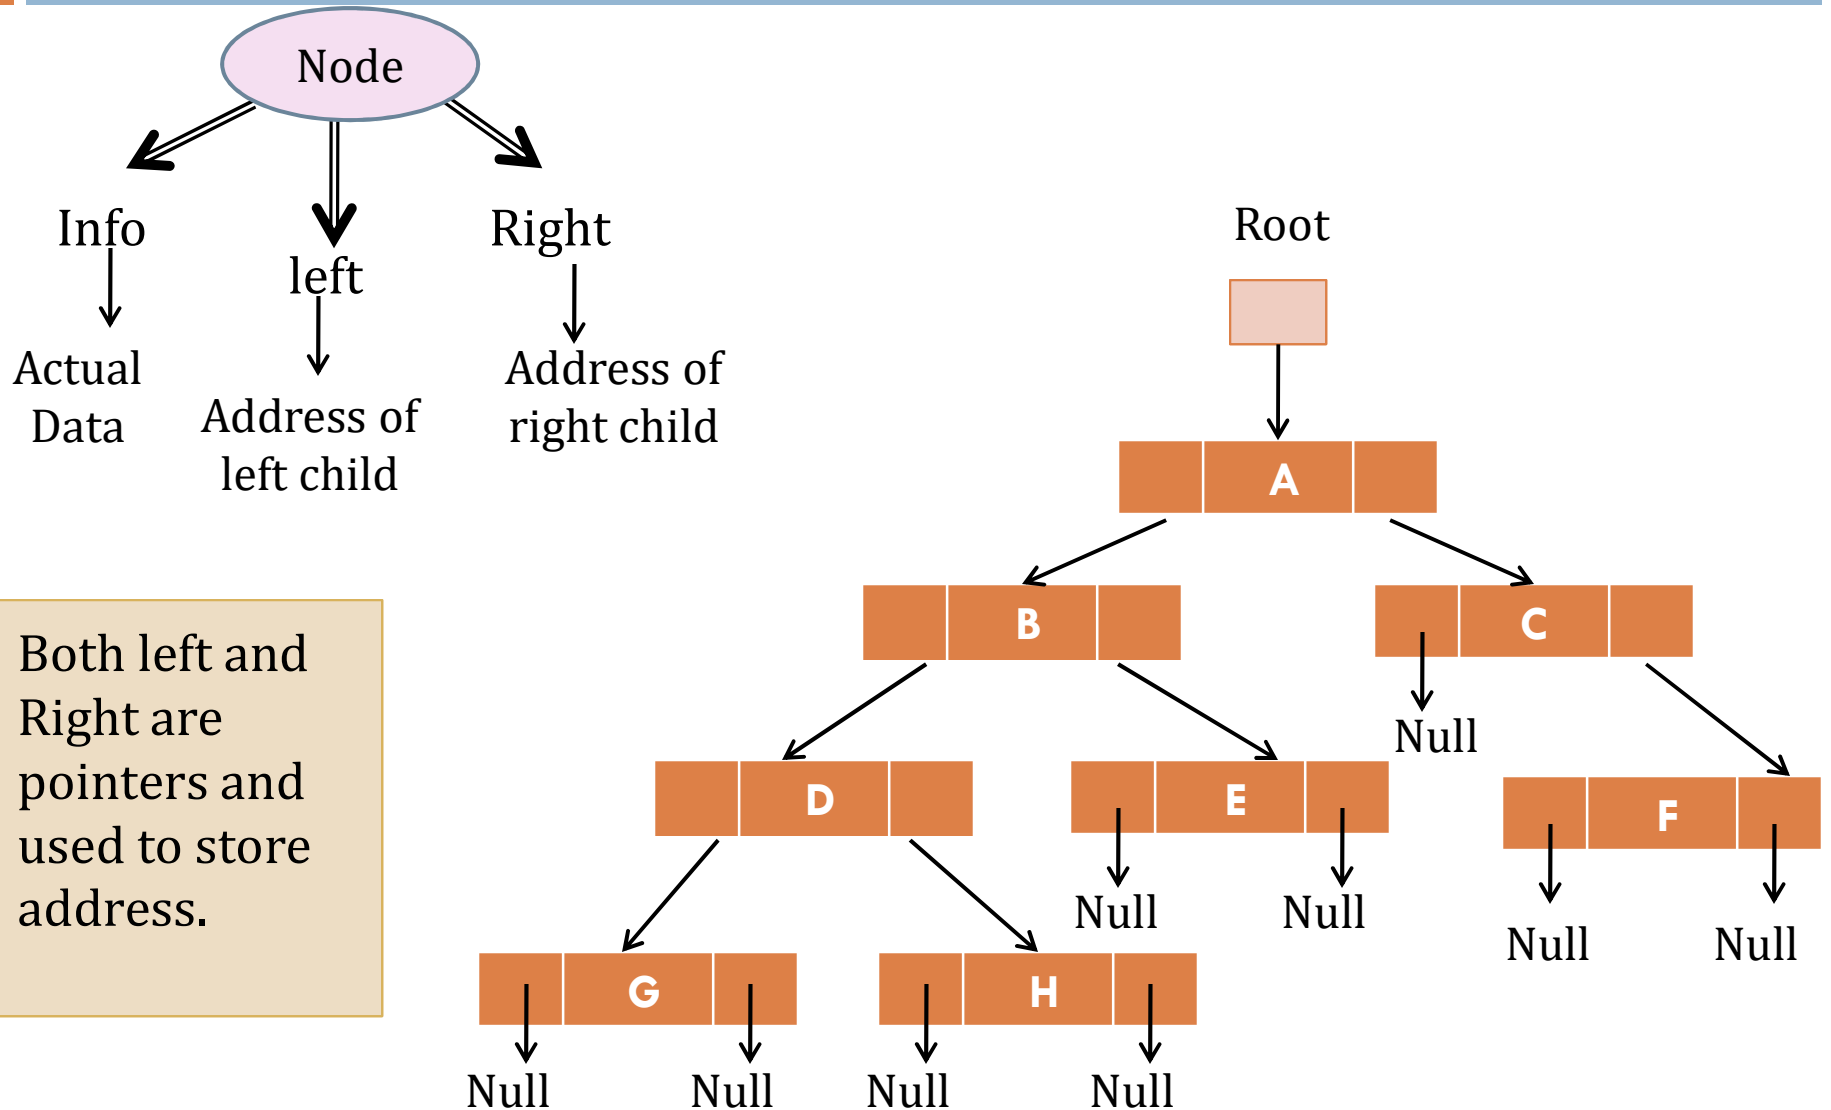 Node
Info
left
Right
Actual
Data
Address of
left child
Address of
right child
Both left and
Right are
pointers and
used to store
address.
Root
A
B
C
Null
D
E
F
Null
Null
Null
Null
G
H
Null
Null
Null
Null